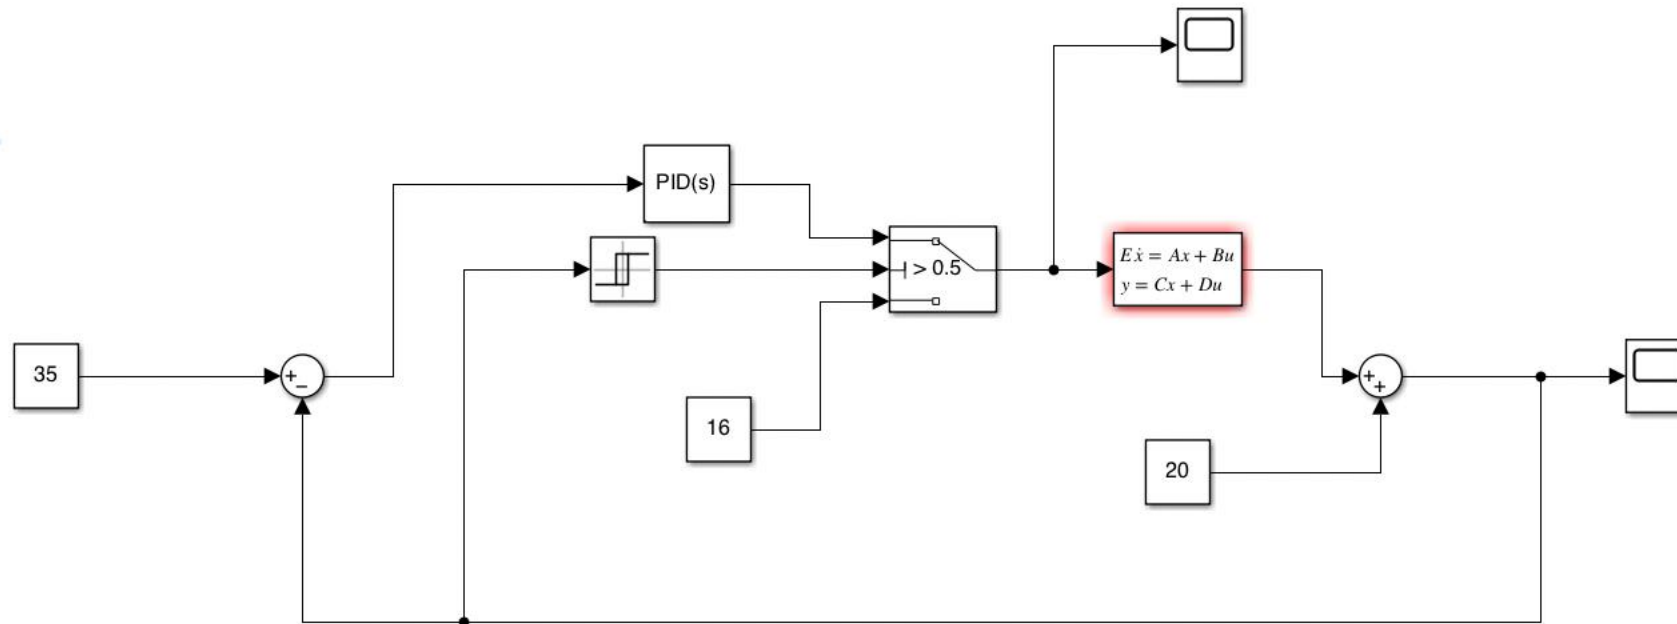 PID(s)
> 0.5
Eẋ = Ax + Bu
y = Cx + Du
35
+
−
16
+
+
20